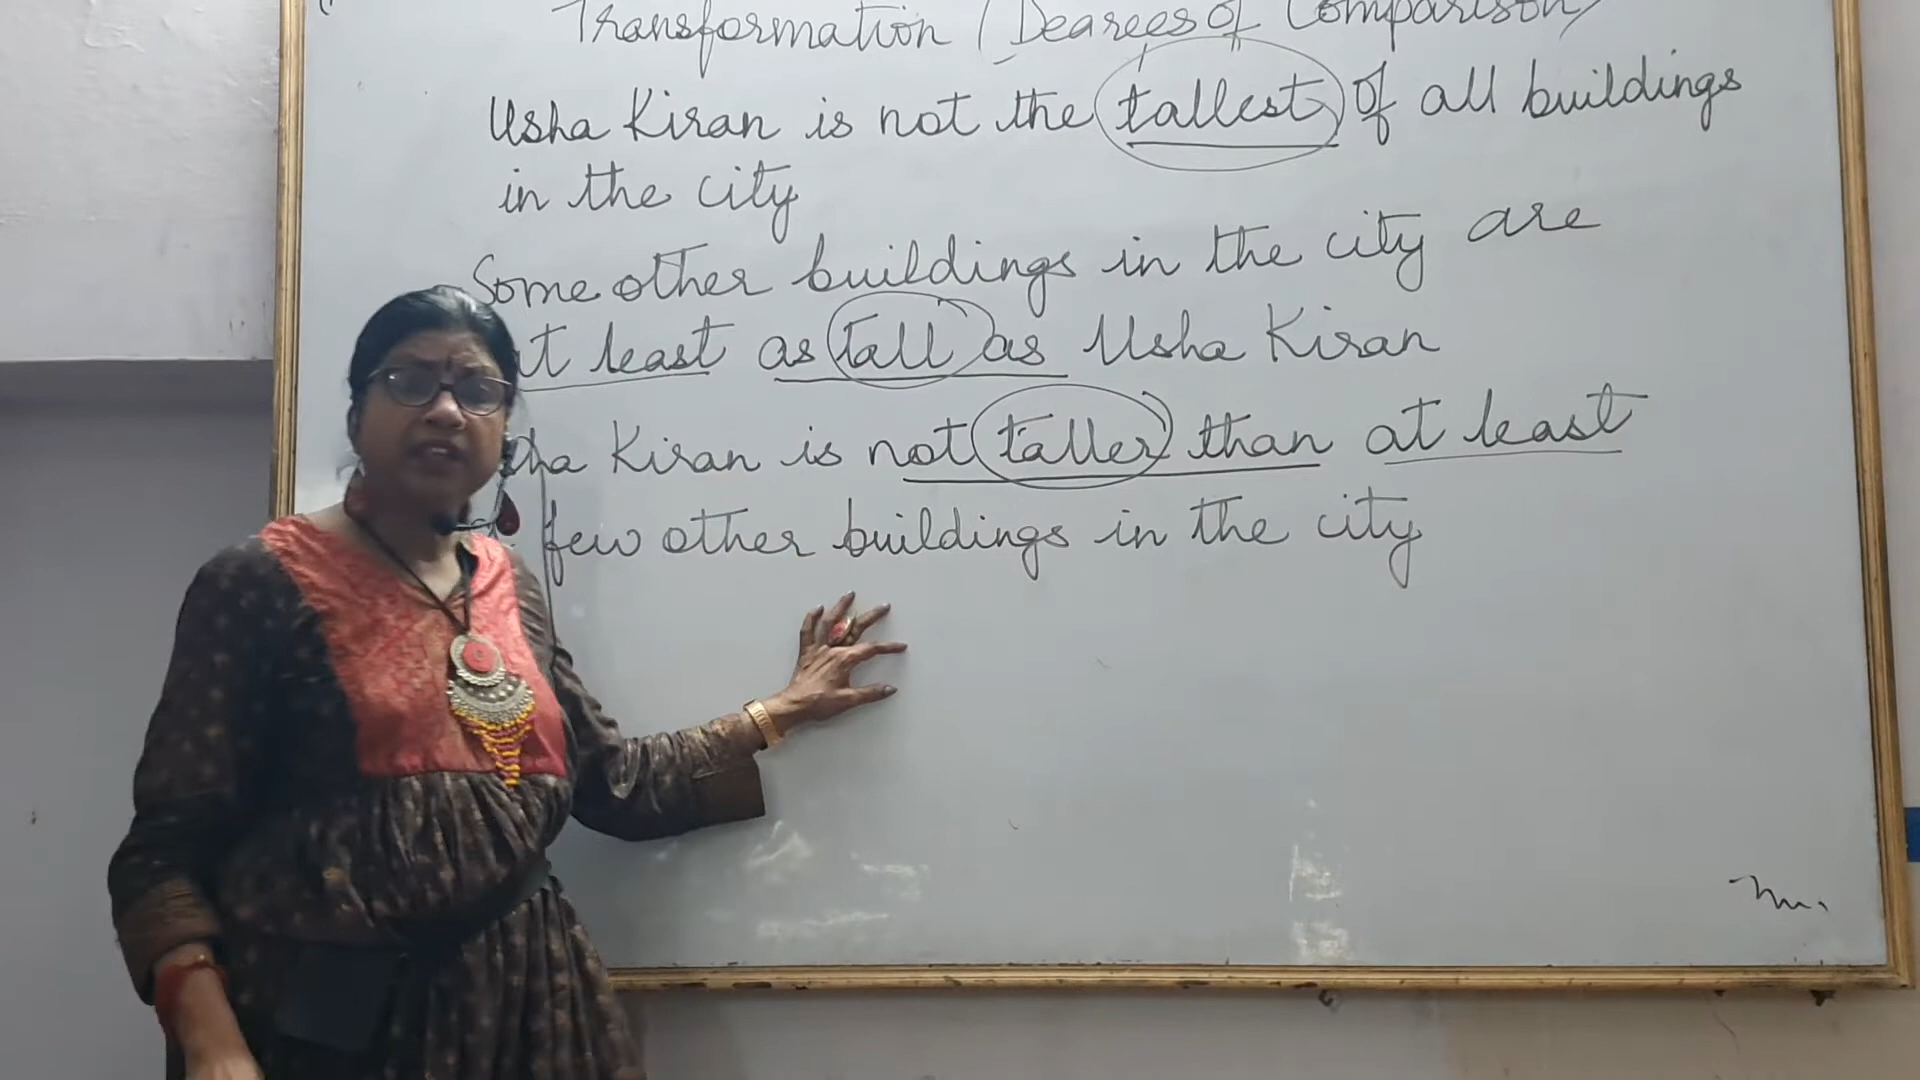 Transformation (Degrees of Comparison)
Usha Kiran is not the tallest of all buildings
in the city
Some other buildings in the city are
at least as tall as Usha Kiran
Kiran is not taller than at least
few other buildings in the city